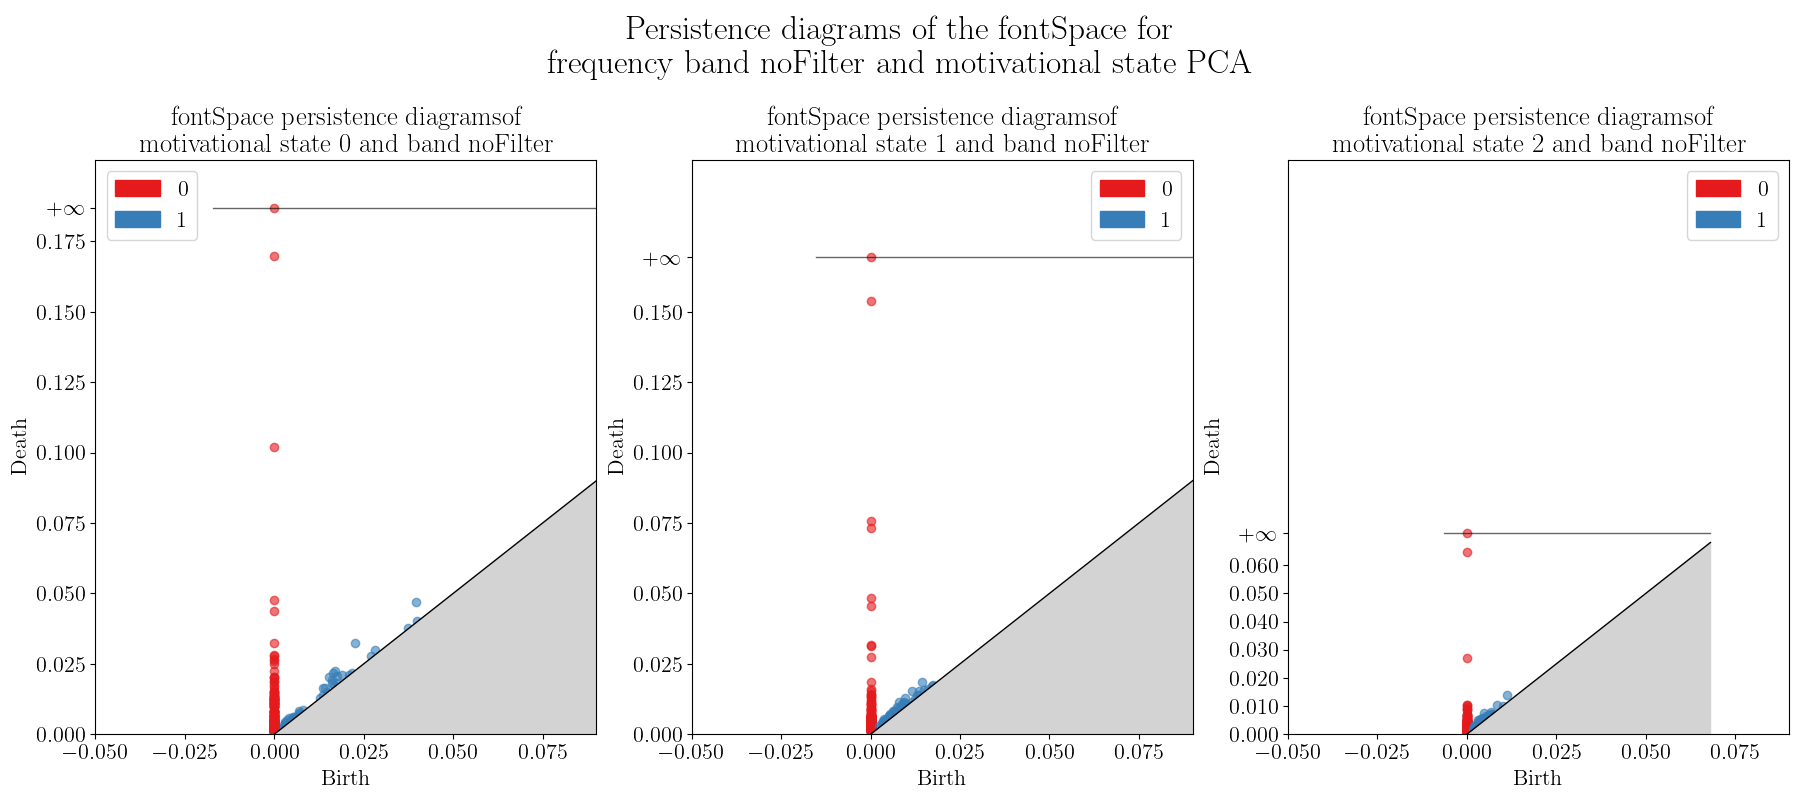 Persistence diagrams of the fontSpace for
frequency band noFilter and motivational state PCA
fontSpace persistence diagramsof
motivational state 0 and band noFilter
0
1
+∞
0.175
0.150
0.125
0.100
0.075
0.050
0.025
0.000
Death
−0.050 −0.025 0.000 0.025 0.050 0.075
Birth
fontSpace persistence diagramsof
motivational state 1 and band noFilter
0
1
+∞
0.150
0.125
0.100
0.075
0.050
0.025
0.000
Death
−0.050 −0.025 0.000 0.025 0.050 0.075
Birth
fontSpace persistence diagramsof
motivational state 2 and band noFilter
0
1
+∞
0.060
0.050
0.040
0.030
0.020
0.010
0.000
Death
−0.050 −0.025 0.000 0.025 0.050 0.075
Birth